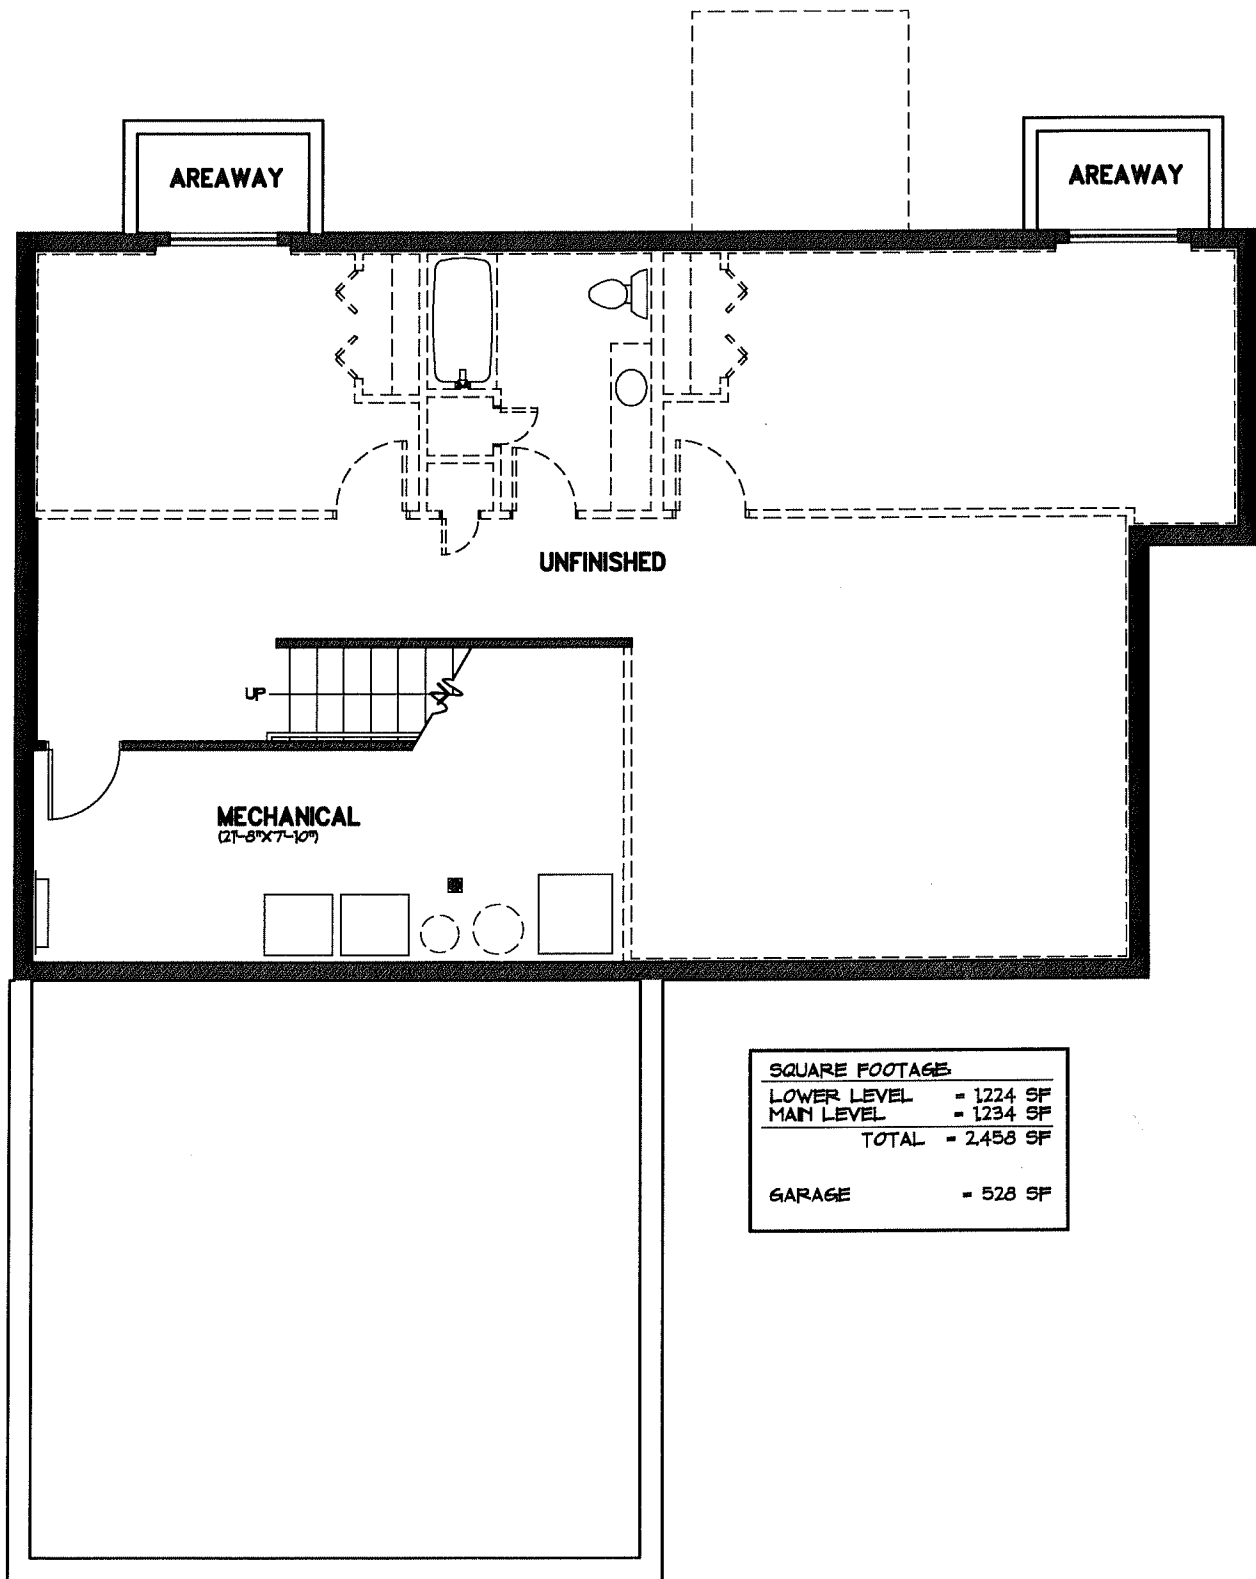 AREAWAY
AREAWAY
UNFINISHED
UP
MECHANICAL
(21'-8"X7'-10")
SQUARE FOOTAGE:
LOWER LEVEL = 1,224 SF
MAIN LEVEL = 1,234 SF
TOTAL = 2,458 SF
GARAGE = 528 SF